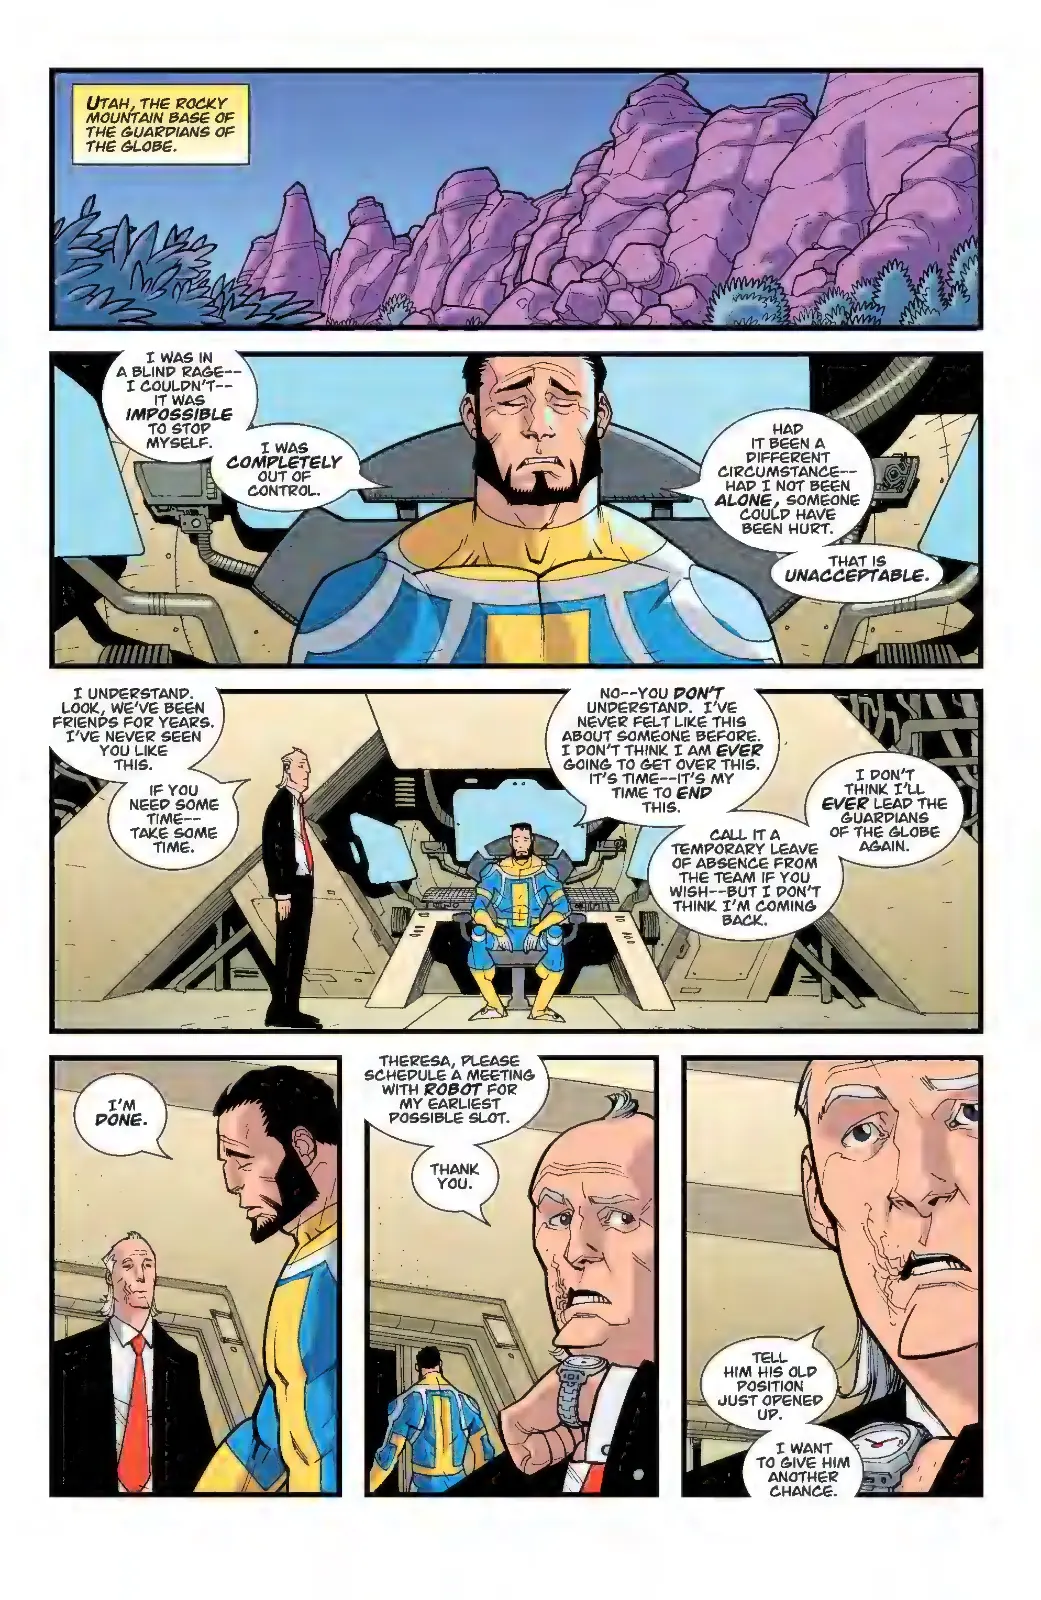 UTAH, THE ROCKY
MOUNTAIN BASE OF
THE GUARDIANS OF
THE GLOBE.
I WAS IN
A BLIND RAGE--
I COULDN'T--
IT WAS
IMPOSSIBLE
TO STOP
MYSELF.
I WAS
COMPLETELY
OUT OF
CONTROL.
HAD
IT BEEN A
DIFFERENT
CIRCUMSTANCE--
HAD I NOT BEEN
ALONE, SOMEONE
COULD HAVE
BEEN HURT.
THAT IS
UNACCEPTABLE.
I UNDERSTAND.
LOOK, WE'VE BEEN
FRIENDS FOR YEARS.
I'VE NEVER SEEN
YOU LIKE
THIS.
IF YOU
NEED SOME
TIME--
TAKE SOME
TIME.
NO--YOU DON'T
UNDERSTAND. I'VE
NEVER FELT LIKE THIS
ABOUT SOMEONE BEFORE.
I DON'T THINK I AM EVER
GOING TO GET OVER THIS.
IT'S TIME--IT'S MY
TIME TO END
THIS.
CALL IT A
TEMPORARY LEAVE
OF ABSENCE FROM
THE TEAM IF YOU
WISH--BUT I DON'T
THINK I'M COMING
BACK.
I DON'T
THINK I'LL
EVER LEAD THE
GUARDIANS
OF THE GLOBE
AGAIN.
I'M
DONE.
THERESA, PLEASE
SCHEDULE A MEETING
WITH ROBOT FOR
MY EARLIEST
POSSIBLE SLOT.
THANK
YOU.
TELL
HIM HIS OLD
POSITION
JUST OPENED
UP.
I WANT
TO GIVE HIM
ANOTHER
CHANCE.